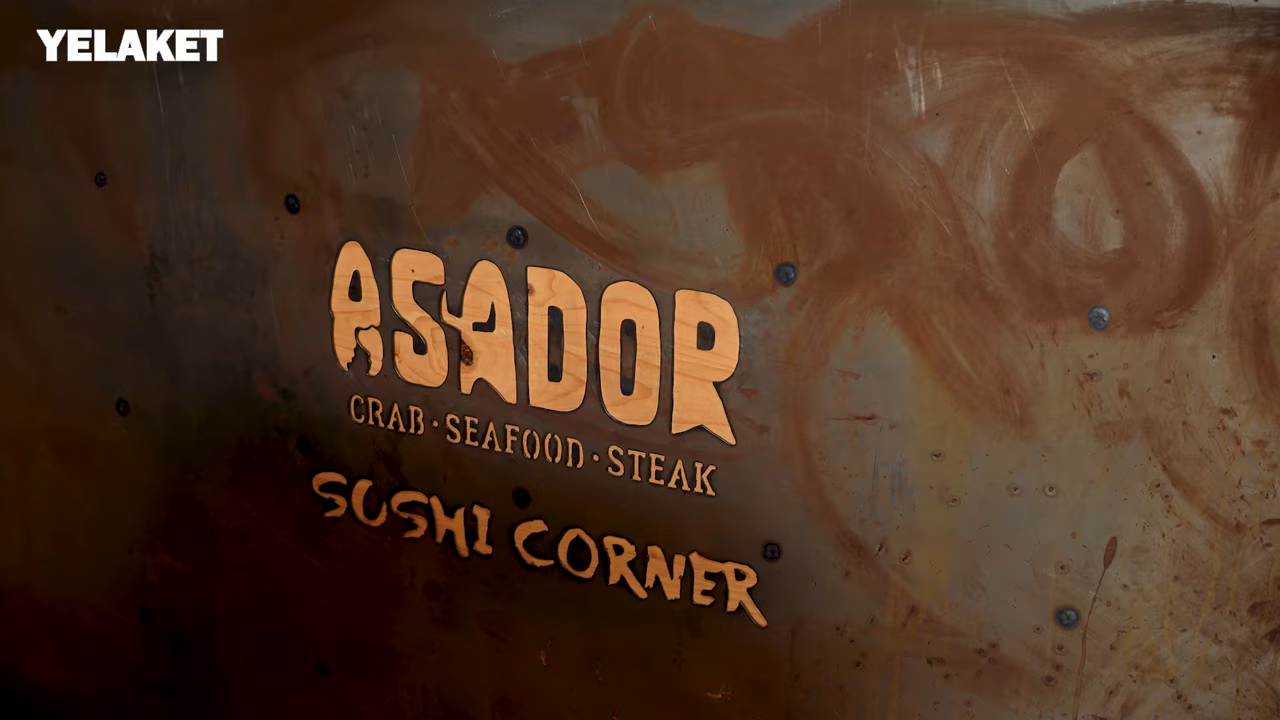 YELAKET
ASADOR
CRAB · SEAFOOD · STEAK
SUSHI CORNER